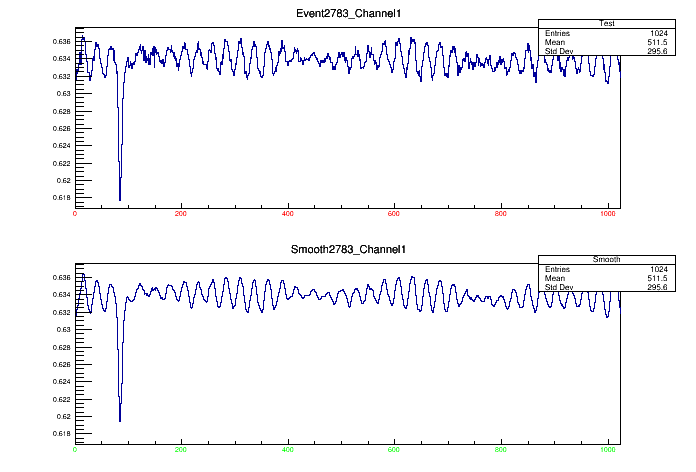 Event2783_Channel1
Test
Entries 1024
Mean 511.5
Std Dev 295.6
0.636
0.634
0.632
0.63
0.628
0.626
0.624
0.622
0.62
0.618
0 200 400 600 800 1000
Smooth2783_Channel1
Smooth
Entries 1024
Mean 511.5
Std Dev 295.6
0.636
0.634
0.632
0.63
0.628
0.626
0.624
0.622
0.62
0.618
0 200 400 600 800 1000